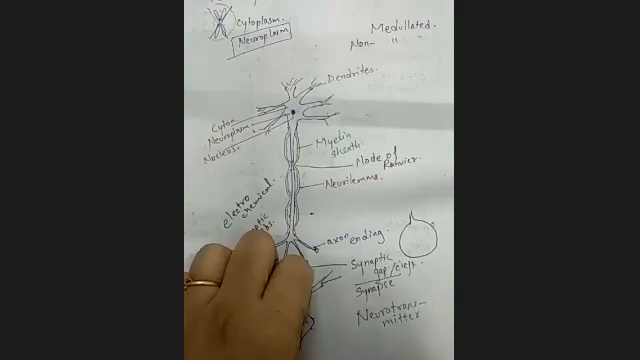 Cytoplasm
Neuroplasm
Medullated
Non- " "
Dendrites.
Cyton
Neuroplasm
Nucleus
Myelin
sheath
Node of
Ranvier.
Neurilemma
electro
chemical
axon ending
Synaptic
gap/cleft.
Synapse
Neurotrans-
mitter